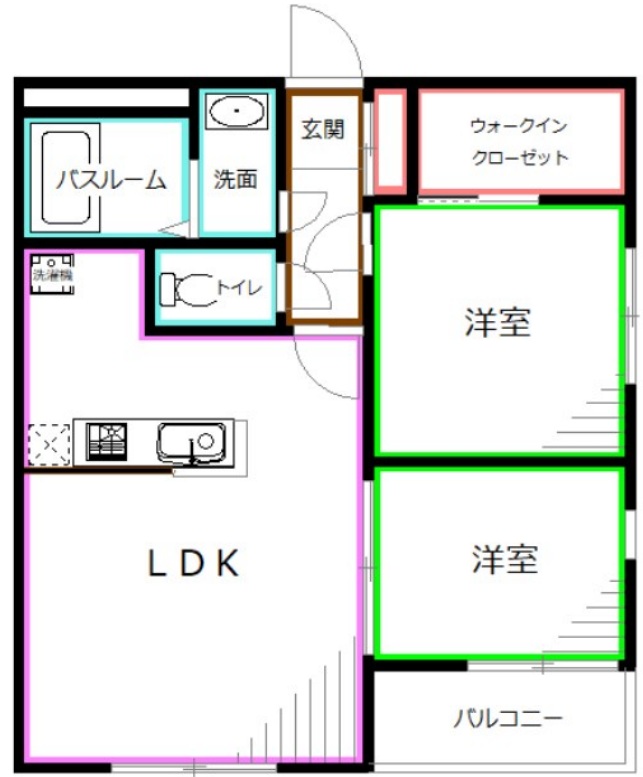 玄関
ウォークイン
クローゼット
バスルーム
洗面
洗濯機
トイレ
洋室
LDK
洋室
バルコニー